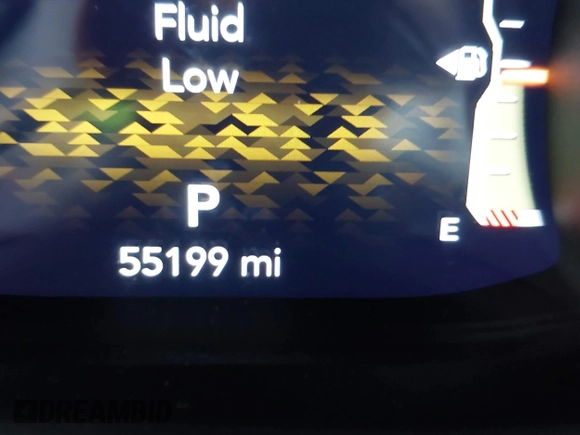 Fluid
Low
P
E
55199 mi
DREAMBID